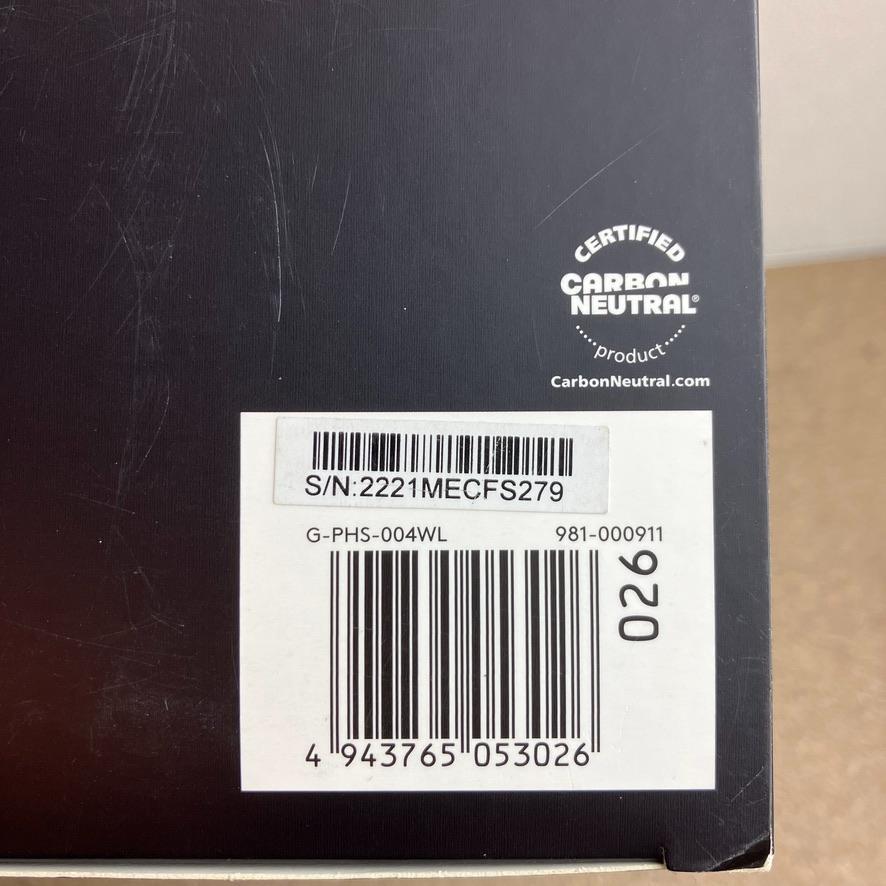 CERTIFIED
CARBON
NEUTRAL®
product
CarbonNeutral.com
S/N:2221MECFS279
G-PHS-004WL 981-000911
026
4 943765 053026